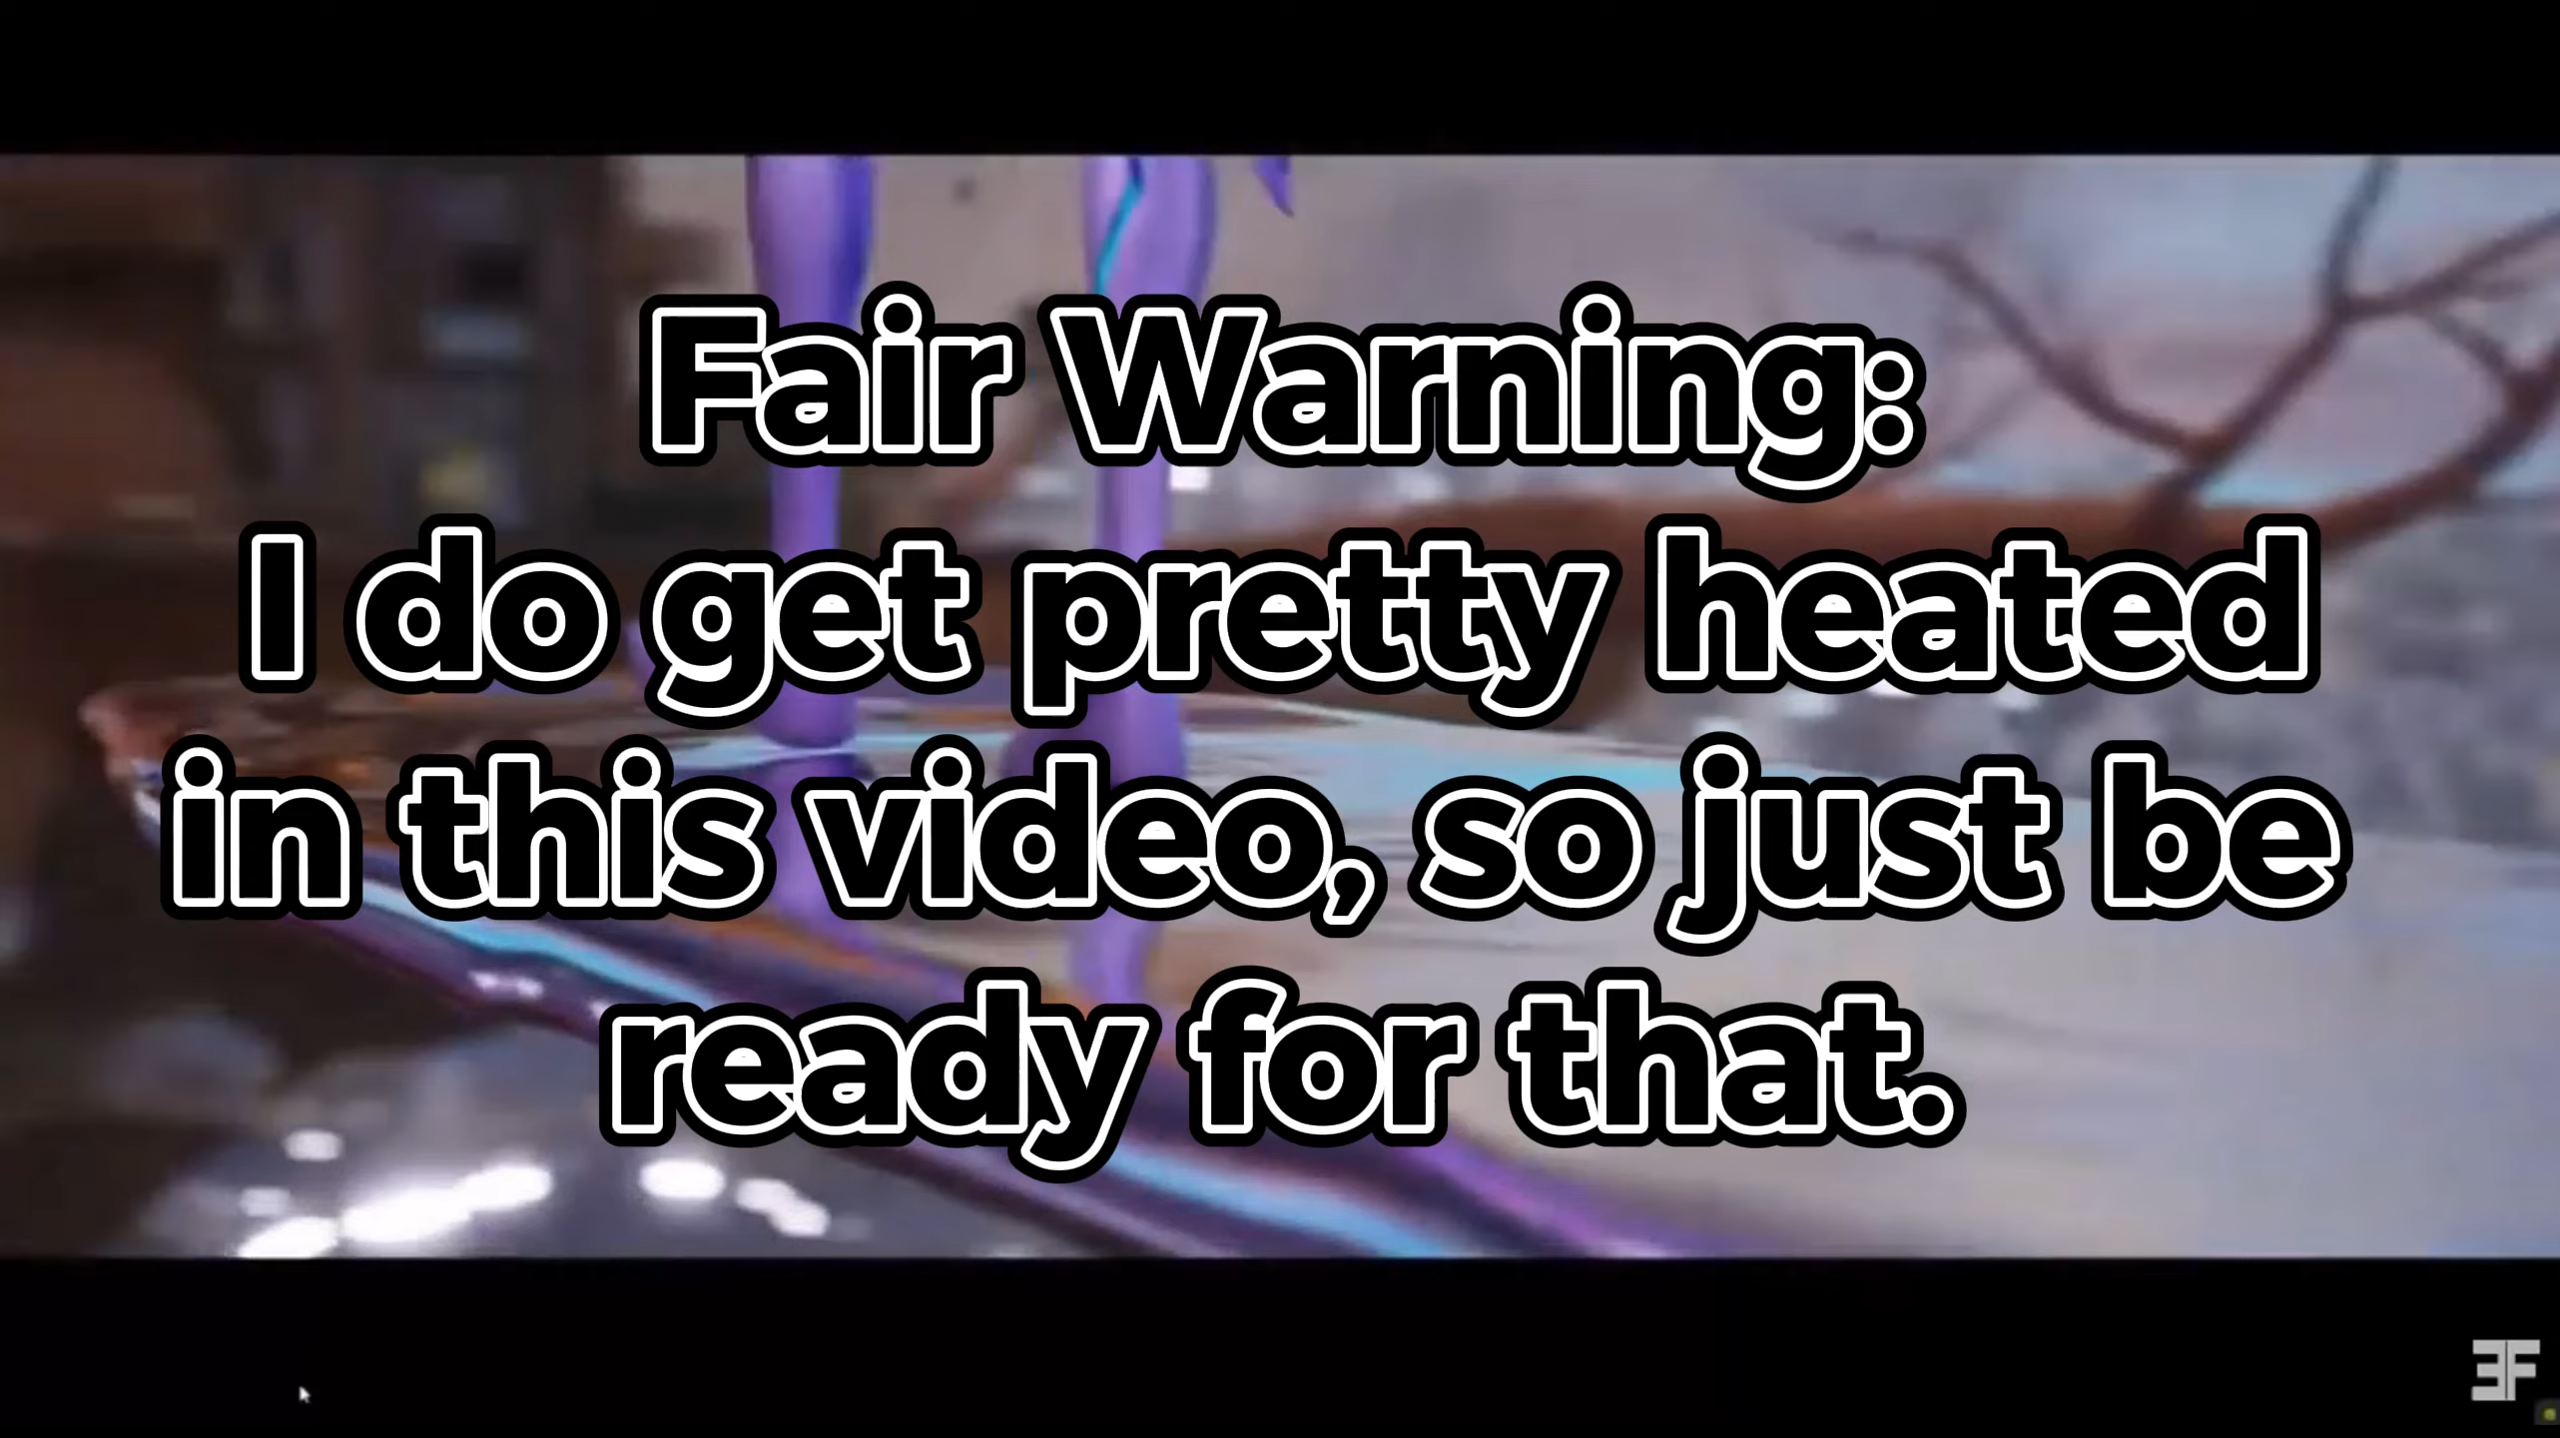 Fair Warning:
I do get pretty heated
in this video, so just be
ready for that.